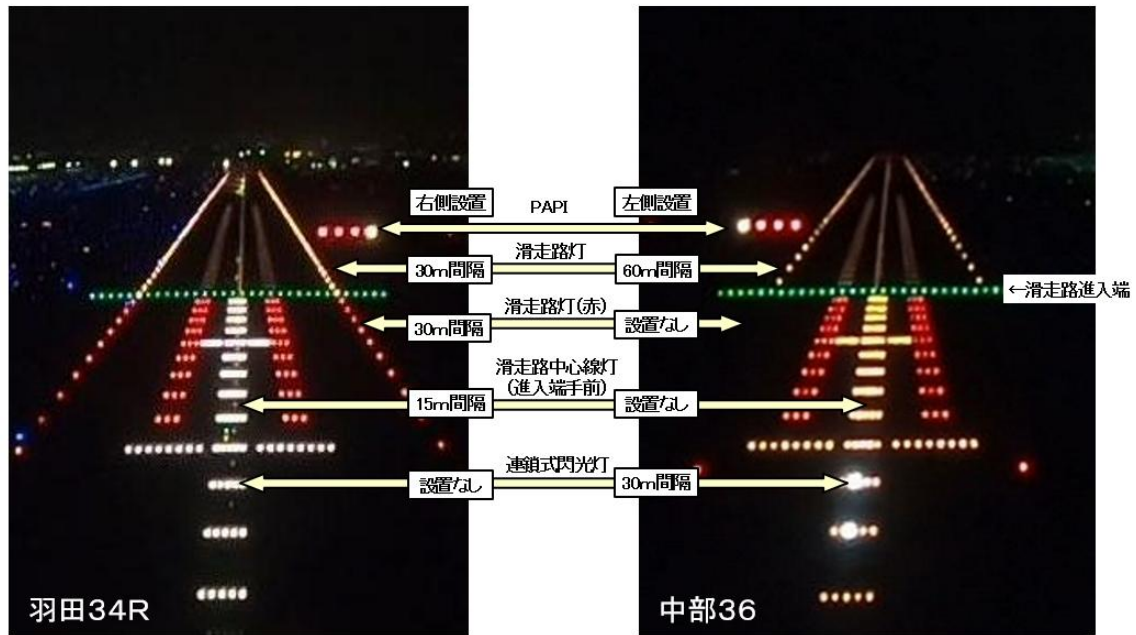 右側設置 PAPI 左側設置
滑走路灯
30m間隔 60m間隔
←滑走路進入端
滑走路灯(赤)
30m間隔 設置なし
滑走路中心線灯
(進入端手前)
15m間隔 設置なし
連鎖式閃光灯
設置なし 30m間隔
羽田34R 中部36